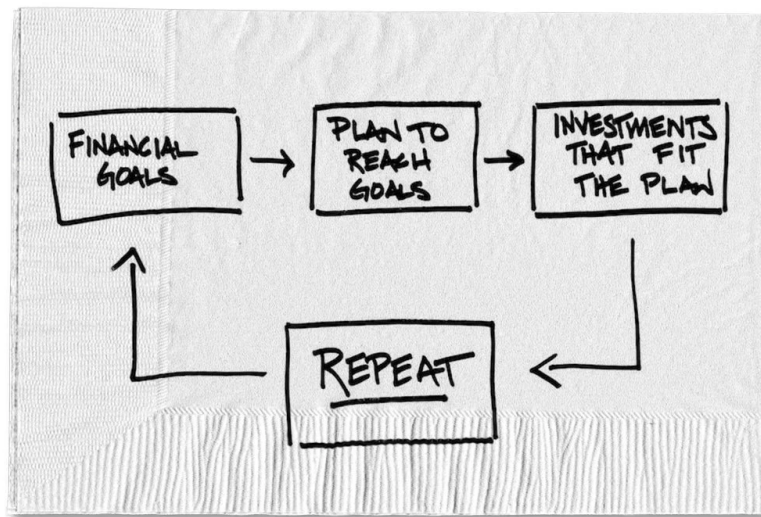 FINANCIAL
GOALS
PLAN TO
REACH
GOALS
INVESTMENTS
THAT FIT
THE PLAN
REPEAT